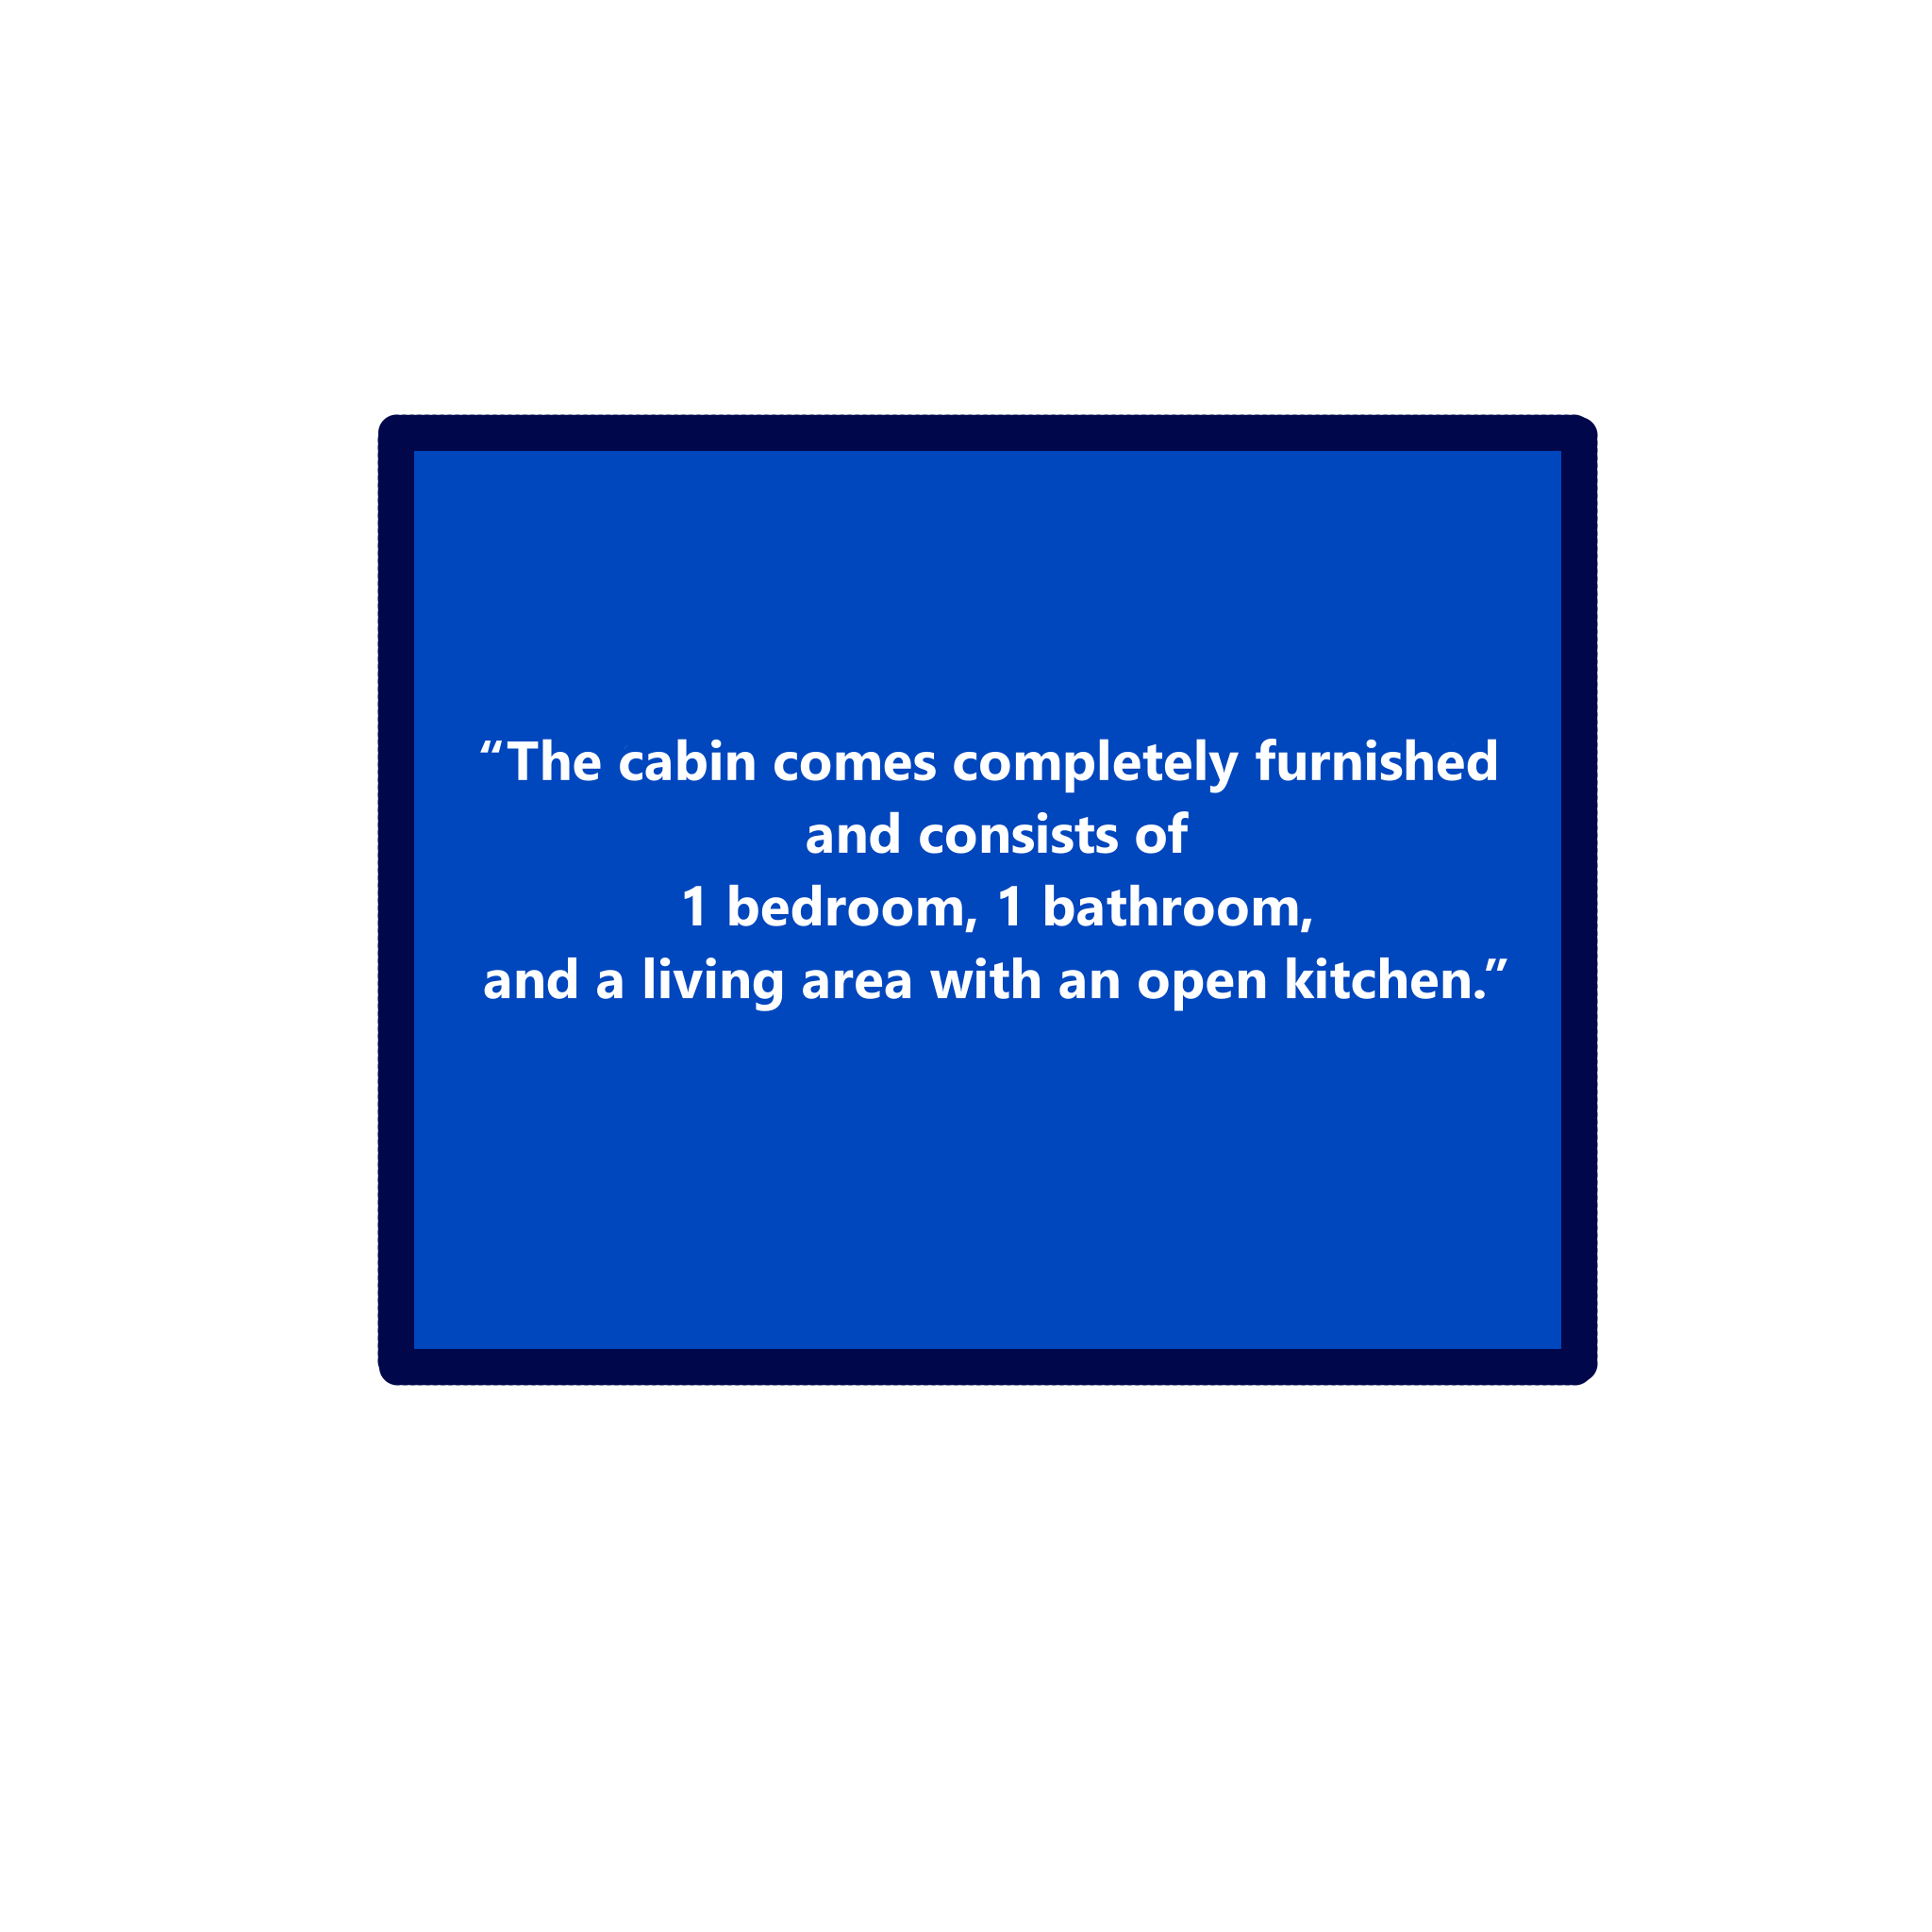 “The cabin comes completely furnished
and consists of
1 bedroom, 1 bathroom,
and a living area with an open kitchen.”